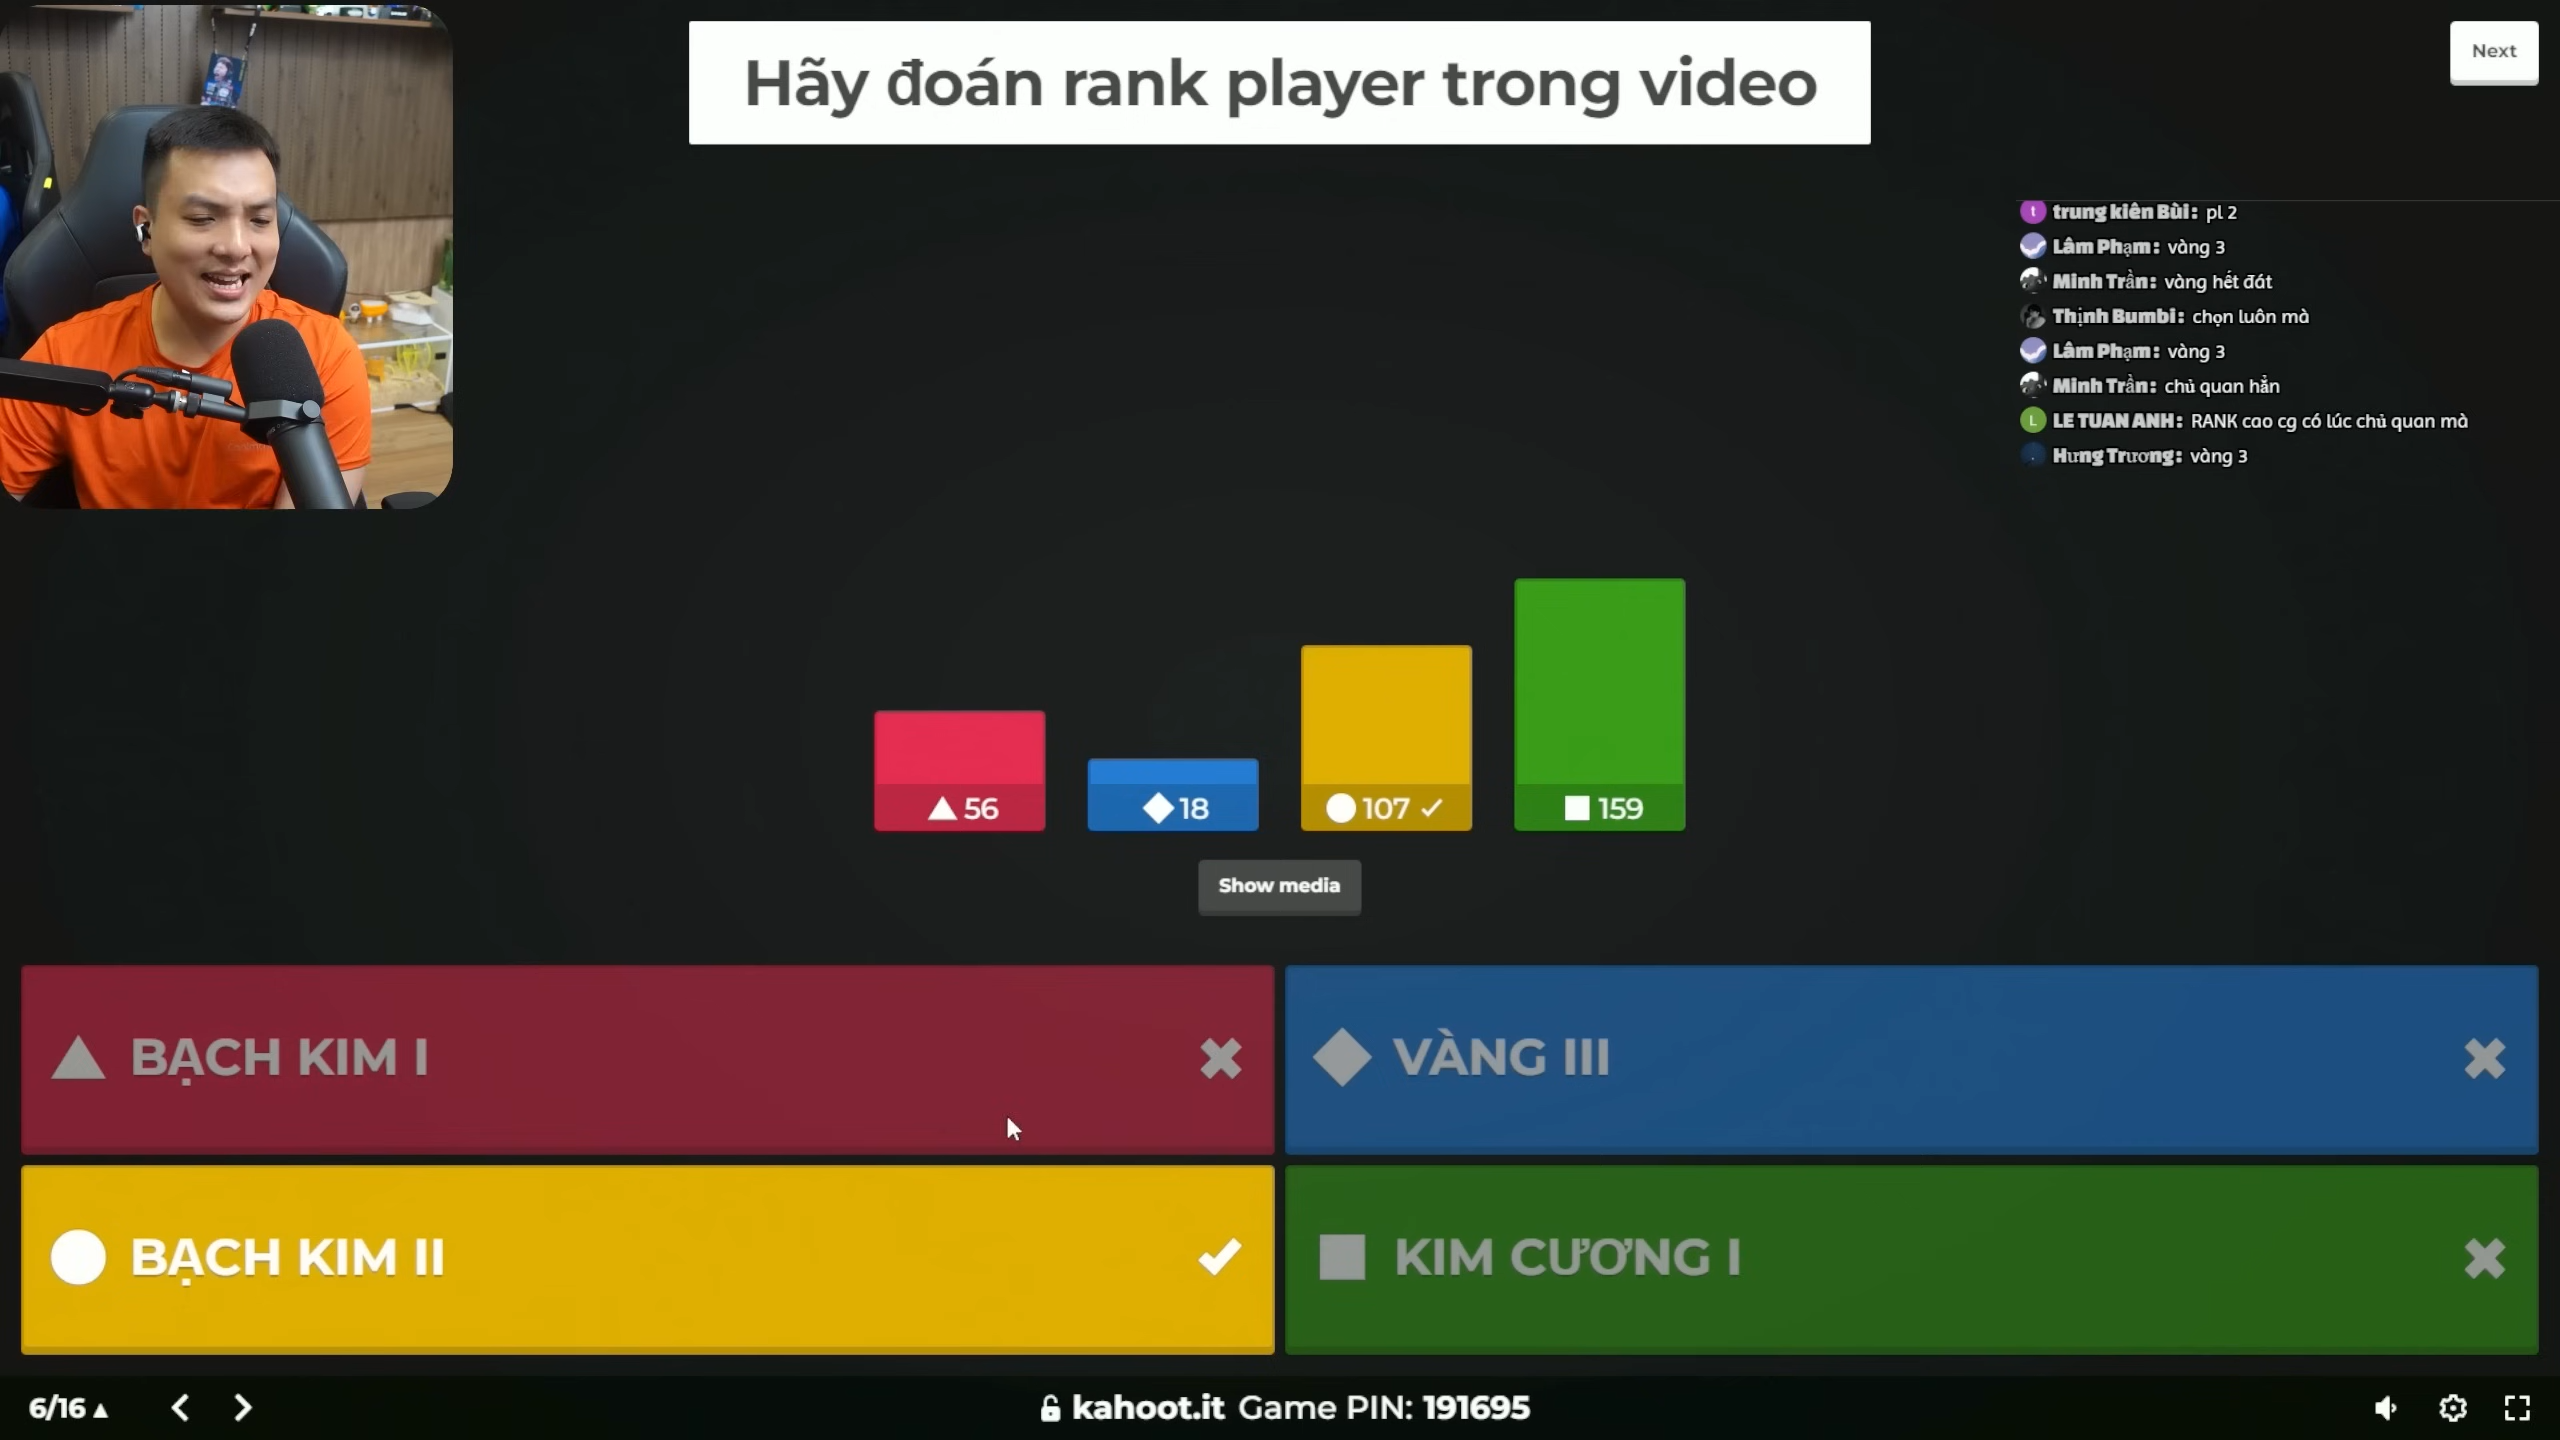 Hãy đoán rank player trong video
Next
trung kiên Bùi: pl 2
Lâm Phạm: vàng 3
Minh Trần: vàng hết đát
Thịnh Bumbi: chọn luôn mà
Lâm Phạm: vàng 3
Minh Trần: chủ quan hẳn
LE TUAN ANH: RANK cao cg có lúc chủ quan mà
Hưng Trương: vàng 3
56
18
107
159
Show media
BẠCH KIM I
VÀNG III
BẠCH KIM II
KIM CƯƠNG I
6/16
kahoot.it Game PIN: 191695